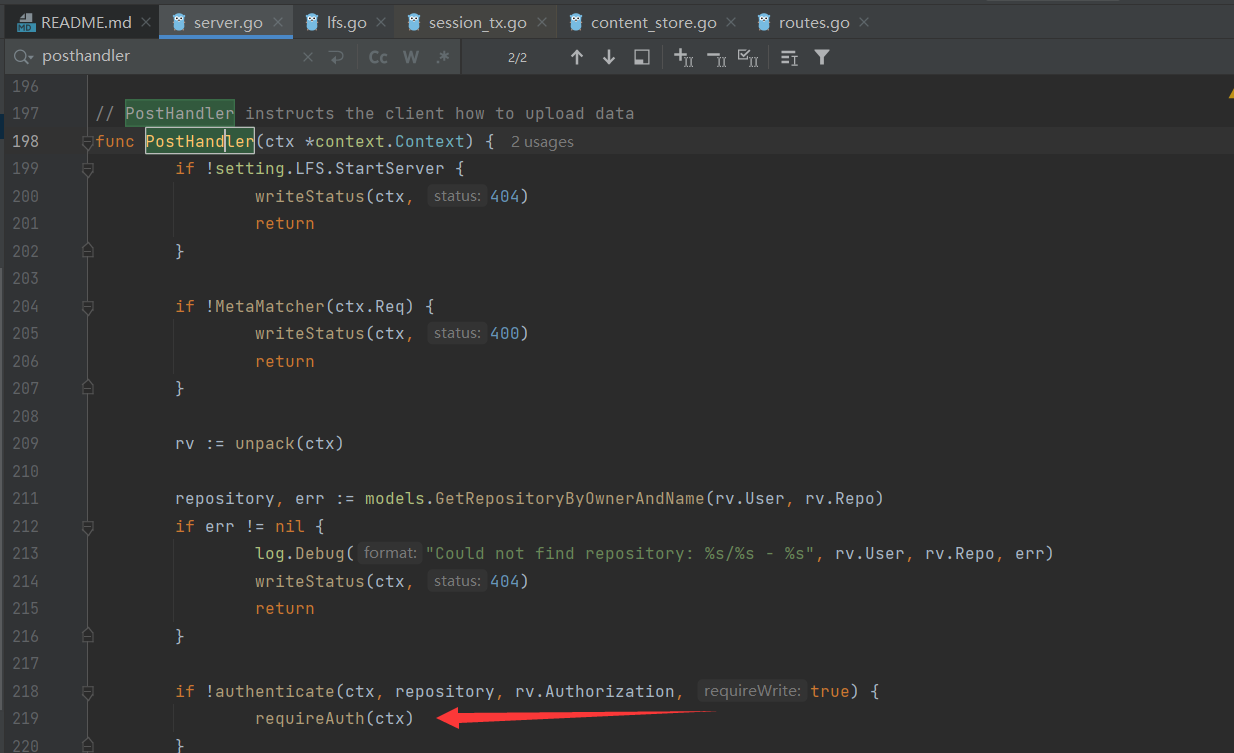 README.md server.go lfs.go session_tx.go content_store.go routes.go
posthandler Cc W .* 2/2
196
197 // PostHandler instructs the client how to upload data
198 func PostHandler(ctx *context.Context) { 2 usages
199 if !setting.LFS.StartServer {
200 writeStatus(ctx, status: 404)
201 return
202 }
203
204 if !MetaMatcher(ctx.Req) {
205 writeStatus(ctx, status: 400)
206 return
207 }
208
209 rv := unpack(ctx)
210
211 repository, err := models.GetRepositoryByOwnerAndName(rv.User, rv.Repo)
212 if err != nil {
213 log.Debug( format: "Could not find repository: %s/%s - %s", rv.User, rv.Repo, err)
214 writeStatus(ctx, status: 404)
215 return
216 }
217
218 if !authenticate(ctx, repository, rv.Authorization, requireWrite: true) {
219 requireAuth(ctx)
220 }